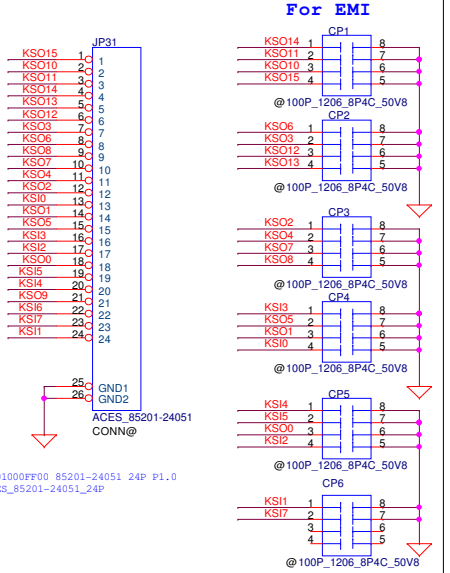 For EMI
JP31
KSO15 1 1
KSO10 2 2
KSO11 3 3
KSO14 4 4
KSO13 5 5
KSO12 6 6
KSO3 7 7
KSO6 8 8
KSO8 9 9
KSO7 10 10
KSO4 11 11
KSO2 12 12
KSI0 13 13
KSO1 14 14
KSO5 15 15
KSI3 16 16
KSI2 17 17
KSO0 18 18
KSI5 19 19
KSI4 20 20
KSO9 21 21
KSI6 22 22
KSI7 23 23
KSI1 24 24
25 GND1
26 GND2
ACES_85201-24051
CONN@
1000FF00 85201-24051 24P P1.0
S_85201-24051_24P
CP1
KSO14 1 8
KSO11 2 7
KSO10 3 6
KSO15 4 5
@100P_1206_8P4C_50V8
CP2
KSO6 1 8
KSO3 2 7
KSO12 3 6
KSO13 4 5
@100P_1206_8P4C_50V8
CP3
KSO2 1 8
KSO4 2 7
KSO7 3 6
KSO8 4 5
@100P_1206_8P4C_50V8
CP4
KSI3 1 8
KSO5 2 7
KSO1 3 6
KSI0 4 5
@100P_1206_8P4C_50V8
CP5
KSI4 1 8
KSI5 2 7
KSO0 3 6
KSI2 4 5
@100P_1206_8P4C_50V8
CP6
KSI1 1 8
KSI7 2 7
3 6
4 5
@100P_1206_8P4C_50V8